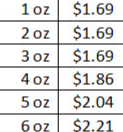 1 oz $1.69
2 oz $1.69
3 oz $1.69
4 oz $1.86
5 oz $2.04
6 oz $2.21